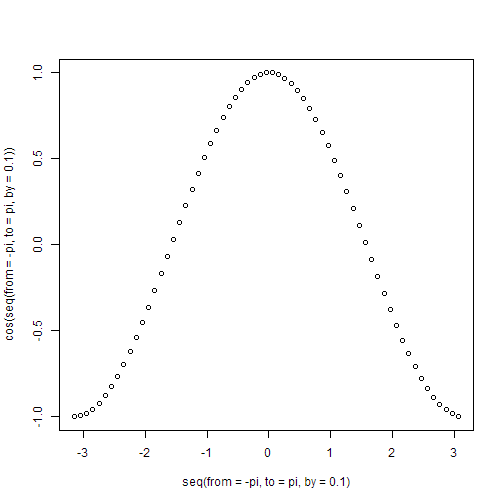 1.0
0.5
0.0
-0.5
-1.0
cos(seq(from = -pi, to = pi, by = 0.1))
-3 -2 -1 0 1 2 3
seq(from = -pi, to = pi, by = 0.1)